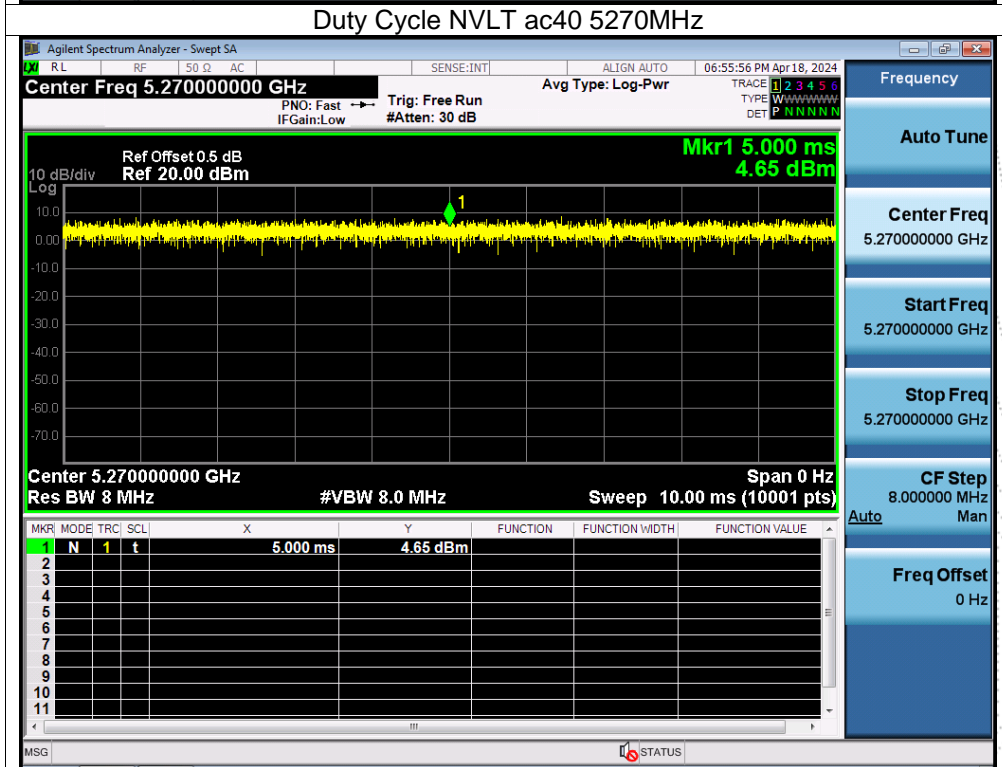 Duty Cycle NVLT ac40 5270MHz
Agilent Spectrum Analyzer - Swept SA
LXI RL RF 50 Ω AC SENSE:INT ALIGN AUTO 06:55:56 PM Apr 18, 2024
Center Freq 5.270000000 GHz
PNO: Fast
IFGain:Low
Trig: Free Run
#Atten: 30 dB
Avg Type: Log-Pwr
TRACE 1 2 3 4 5 6
TYPE WWWWWW
DET P N N N N N
Mkr1 5.000 ms
4.65 dBm
Ref Offset 0.5 dB
10 dB/div Ref 20.00 dBm
Log
1
10.0
0.00
-10.0
-20.0
-30.0
-40.0
-50.0
-60.0
-70.0
Center 5.270000000 GHz Span 0 Hz
Res BW 8 MHz #VBW 8.0 MHz Sweep 10.00 ms (10001 pts)
MKR MODE TRC SCL X Y FUNCTION FUNCTION WIDTH FUNCTION VALUE
1 N 1 t 5.000 ms 4.65 dBm
2
3
4
5
6
7
8
9
10
11
MSG STATUS
Frequency
Auto Tune
Center Freq
5.270000000 GHz
Start Freq
5.270000000 GHz
Stop Freq
5.270000000 GHz
CF Step
8.000000 MHz
Auto Man
Freq Offset
0 Hz